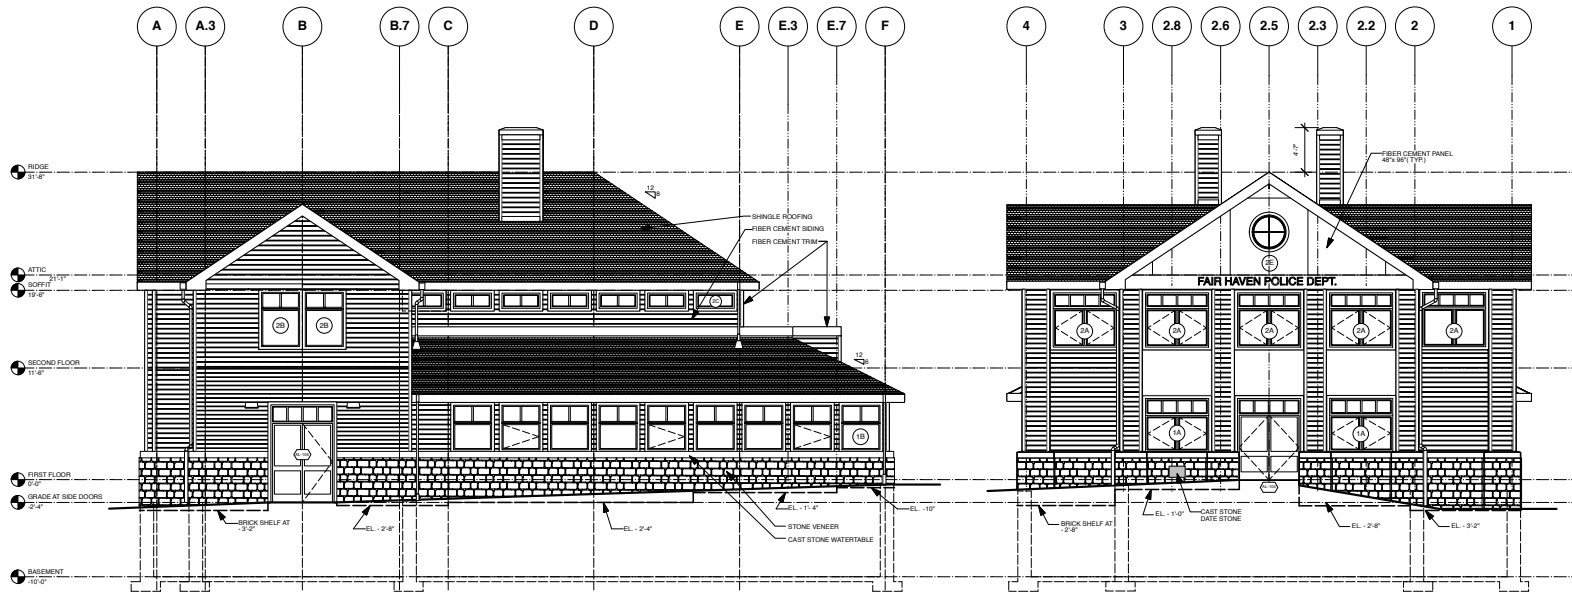 A
A.3
B
B.7
C
D
E
E.3
E.7
F
4
3
2.8
2.6
2.5
2.3
2.2
2
1
RIDGE
31'-8"
12
8
4'-7"
FIBER CEMENT PANEL
48"x 96"( TYP.)
SHINGLE ROOFING
FIBER CEMENT SIDING
FIBER CEMENT TRIM
ATTIC
21'-1"
SOFFIT
19'-6"
2E
FAIR HAVEN POLICE DEPT.
2B
2B
2C
2A
2A
2A
2A
2A
SECOND FLOOR
11'-6"
12
6
1B
1A
1A
FIRST FLOOR
0'-0"
GRADE AT SIDE DOORS
-2'-4"
BRICK SHELF AT
- 3'-2"
EL. - 2'-8"
EL. - 2'-4"
EL. - 1'- 4"
EL. -10"
STONE VENEER
CAST STONE WATERTABLE
BRICK SHELF AT
- 2'-8"
EL. - 1'-0"
CAST STONE
DATE STONE
EL. - 2'-8"
EL. - 3'-2"
BASEMENT
-10'-0"